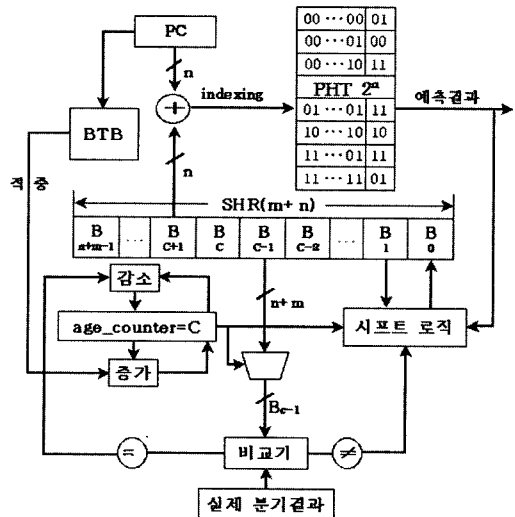 PC
n
indexing
BTB
n
적 중
00···00 01
00···01 00
00···10 11
PHT 2ⁿ
01···01 11
10···10 10
11···01 11
11···11 01
예측결과
SHR(m+n)
B n+m-1
...
B C+1
B C
B C-1
B C-2
...
B 1
B 0
감소
n+m
age_counter=C
시프트 로직
증가
Bc-1
=
비교기
≠
실제 분기결과